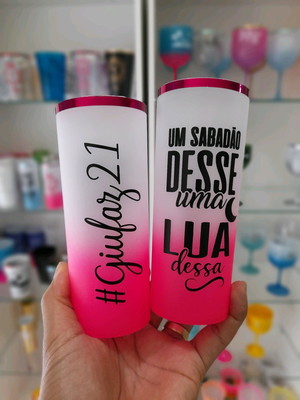 #Giufaz21
UM SABADÃO
DESSE
uma
LUA
dessa